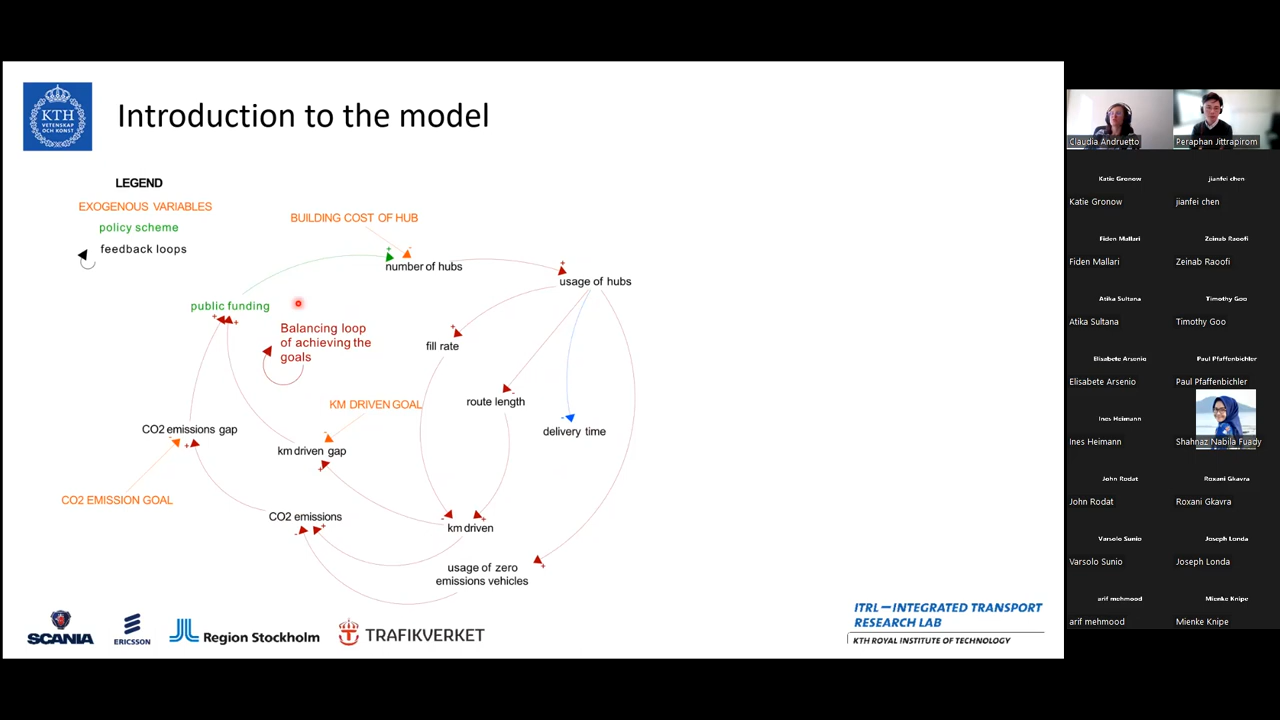 KTH
VETENSKAP
OCH KONST
Introduction to the model
LEGEND
EXOGENOUS VARIABLES
policy scheme
feedback loops
BUILDING COST OF HUB
+
-
number of hubs
+
usage of hubs
public funding
+
+
Balancing loop
of achieving the
goals
+
fill rate
-
route length
-
delivery time
KM DRIVEN GOAL
-
+
km driven gap
CO2 emissions gap
-
+
CO2 EMISSION GOAL
CO2 emissions
-
+
-
+
km driven
usage of zero
emissions vehicles
+
SCANIA
ERICSSON
Region Stockholm
TRAFIKVERKET
ITRL – INTEGRATED TRANSPORT
RESEARCH LAB
KTH ROYAL INSTITUTE OF TECHNOLOGY
Claudia Andruetto
Peraphan Jittrapirom
Katie Gronow
Katie Gronow
jianfei chen
jianfei chen
Fiden Mallari
Fiden Mallari
Zeinab Raoofi
Zeinab Raoofi
Atika Sultana
Atika Sultana
Timothy Goo
Timothy Goo
Elisabete Arsenio
Elisabete Arsenio
Paul Pfaffenbichler
Paul Pfaffenbichler
Ines Heimann
Ines Heimann
Shahnaz Nabila Fuady
John Rodat
John Rodat
Roxani Gkavra
Roxani Gkavra
Varsolo Sunio
Varsolo Sunio
Joseph Londa
Joseph Londa
arif mehmood
arif mehmood
Mienke Knipe
Mienke Knipe